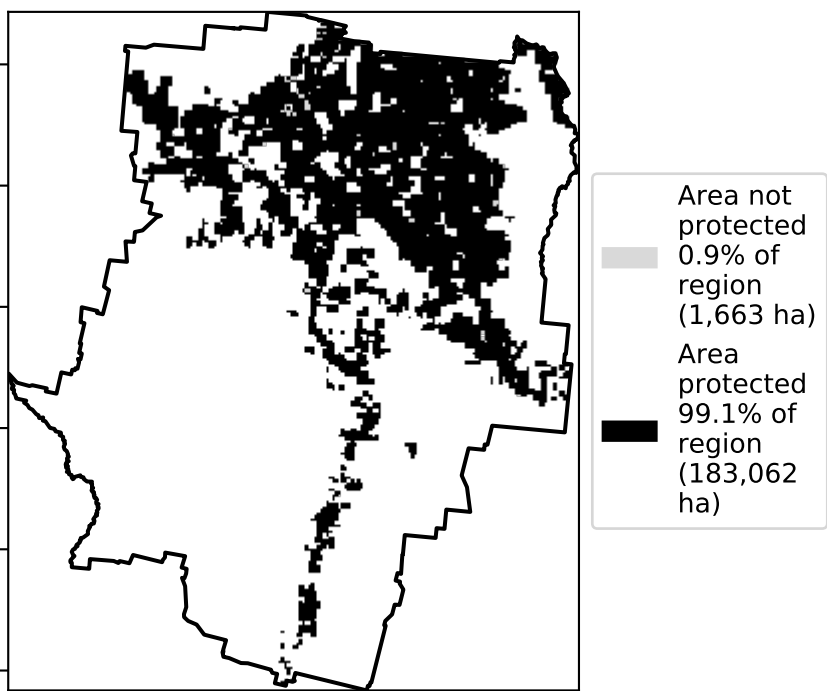 Area not
protected
0.9% of
region
(1,663 ha)
Area
protected
99.1% of
region
(183,062
ha)